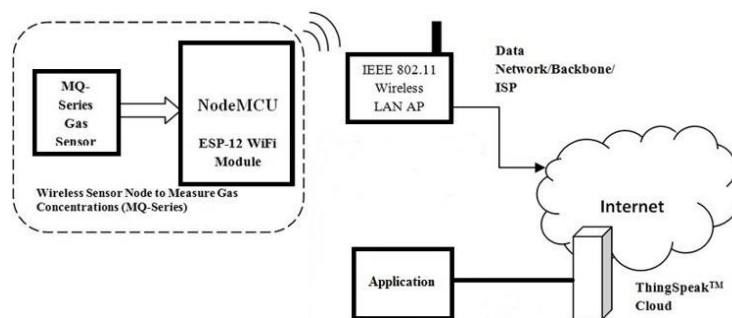 MQ-
Series
Gas
Sensor
NodeMCU
ESP-12 WiFi
Module
Wireless Sensor Node to Measure Gas
Concentrations (MQ-Series)
IEEE 802.11
Wireless
LAN AP
Data
Network/Backbone/
ISP
Internet
Application
ThingSpeak™
Cloud